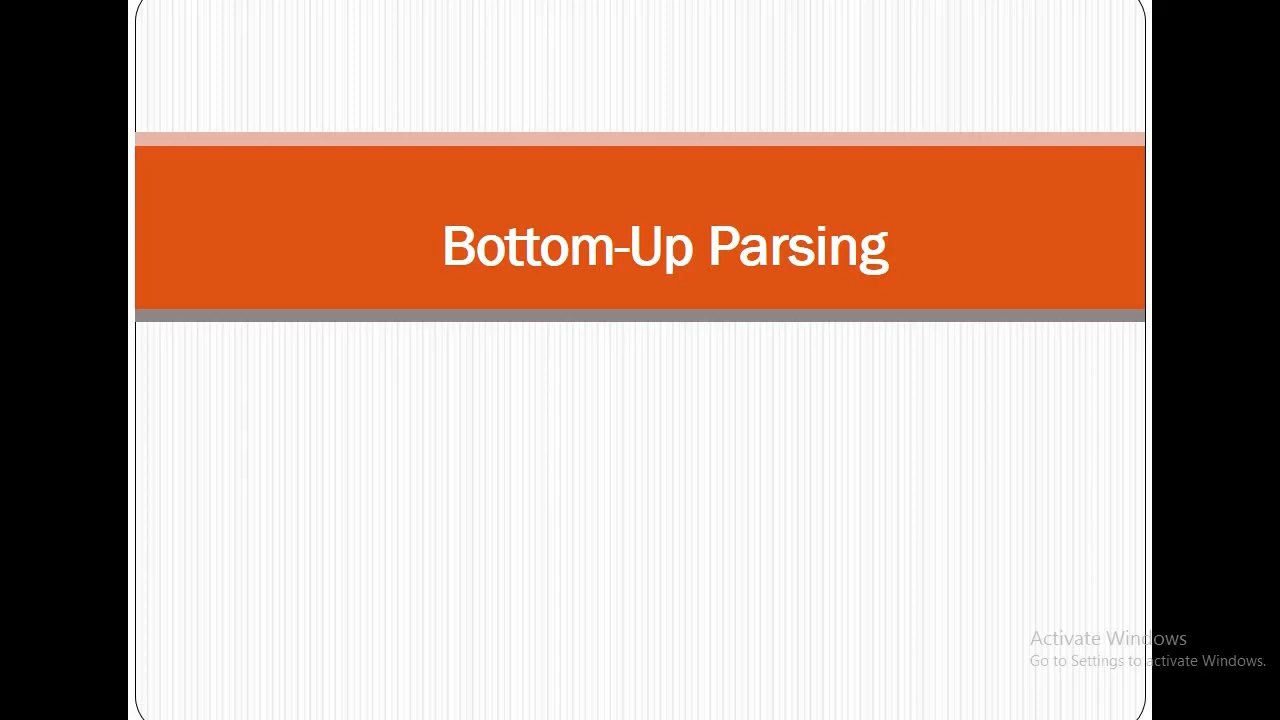 Bottom-Up Parsing
Activate Windows
Go to Settings to activate Windows.